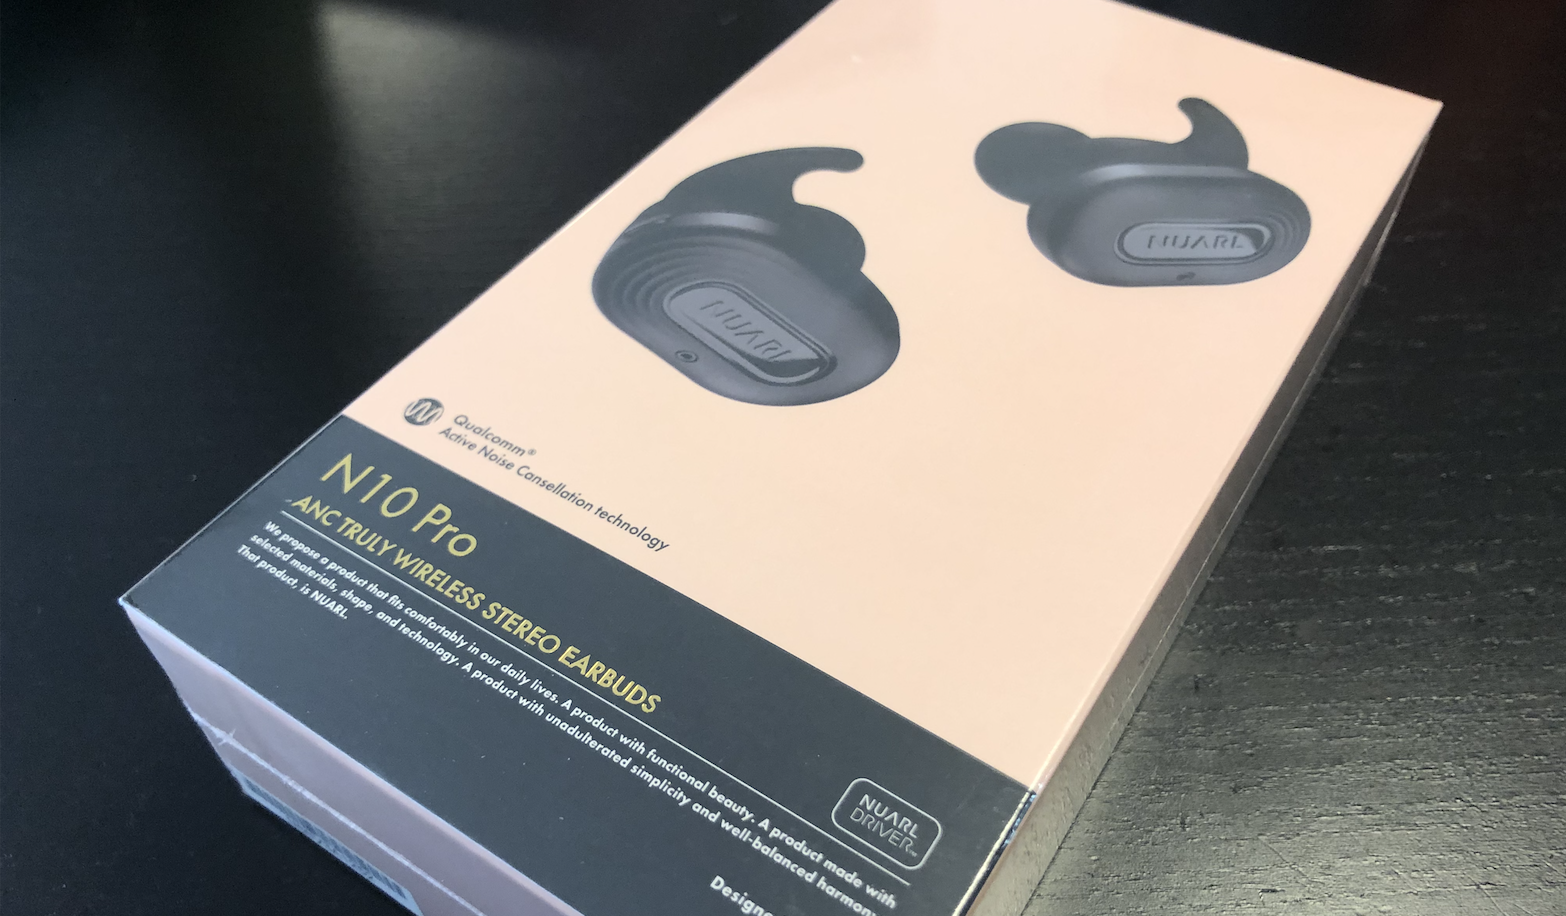 NUARL
NUARL
Qualcomm®
Active Noise Cansellation technology
N10 Pro
ANC TRULY WIRELESS STEREO EARBUDS
We propose a product that fits comfortably in our daily lives. A product with functional beauty. A product made with
selected materials, shape, and technology. A product with unadulterated simplicity and well-balanced harmony.
That product, is NUARL.
NUARL
DRIVER™